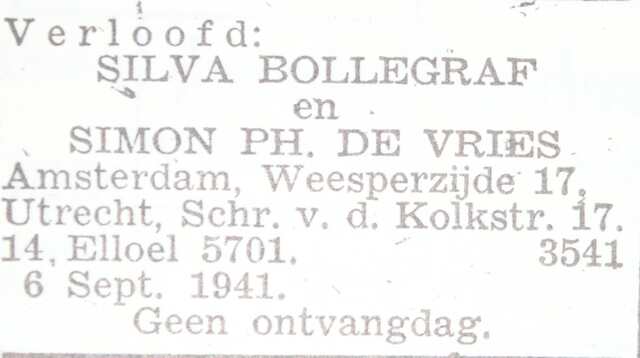 Verloofd:
SILVA BOLLEGRAF
en
SIMON PH. DE VRIES
Amsterdam, Weesperzijde 17,
Utrecht, Schr. v. d. Kolkstr. 17.
14, Elloel 5701. 3541
6 Sept. 1941.
Geen ontvangdag.